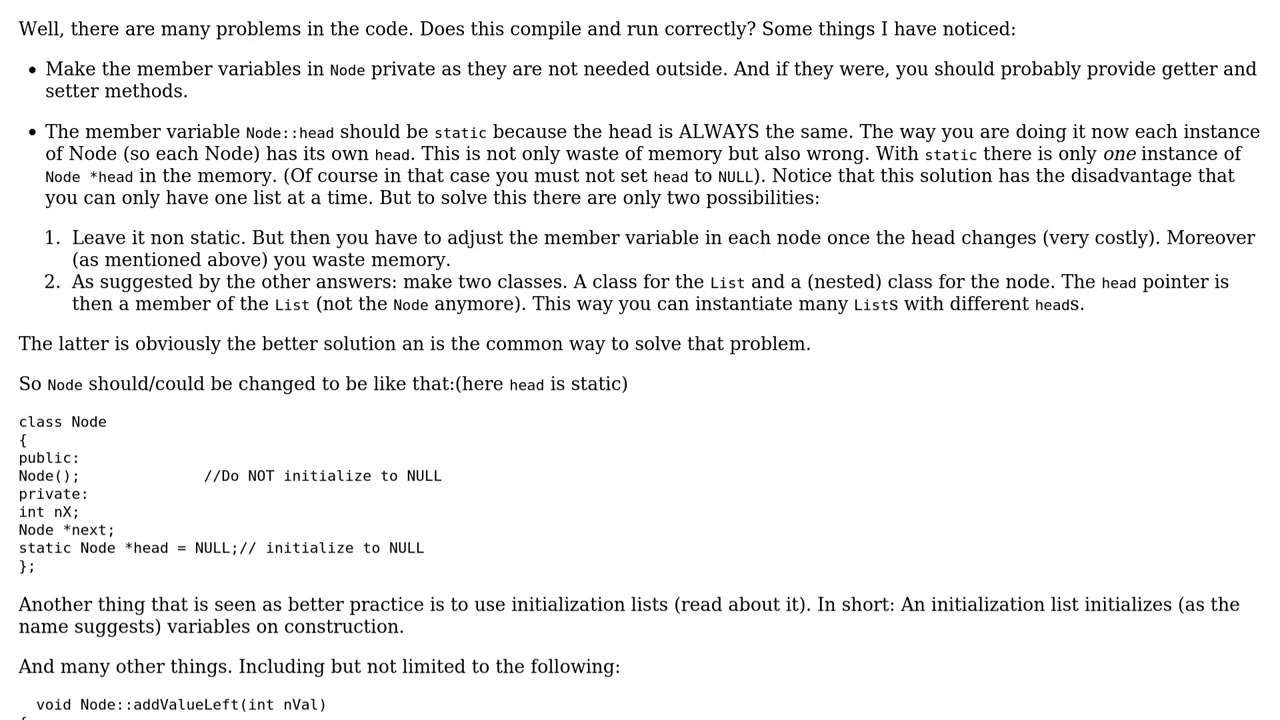 Well, there are many problems in the code. Does this compile and run correctly? Some things I have noticed:
• Make the member variables in Node private as they are not needed outside. And if they were, you should probably provide getter and
setter methods.
• The member variable Node::head should be static because the head is ALWAYS the same. The way you are doing it now each instance
of Node (so each Node) has its own head. This is not only waste of memory but also wrong. With static there is only one instance of
Node *head in the memory. (Of course in that case you must not set head to NULL). Notice that this solution has the disadvantage that
you can only have one list at a time. But to solve this there are only two possibilities:
1. Leave it non static. But then you have to adjust the member variable in each node once the head changes (very costly). Moreover
(as mentioned above) you waste memory.
2. As suggested by the other answers: make two classes. A class for the List and a (nested) class for the node. The head pointer is
then a member of the List (not the Node anymore). This way you can instantiate many Lists with different heads.
The latter is obviously the better solution an is the common way to solve that problem.
So Node should/could be changed to be like that:(here head is static)
class Node
{
public:
Node();              //Do NOT initialize to NULL
private:
int nX;
Node *next;
static Node *head = NULL;// initialize to NULL
};
Another thing that is seen as better practice is to use initialization lists (read about it). In short: An initialization list initializes (as the
name suggests) variables on construction.
And many other things. Including but not limited to the following:
  void Node::addValueLeft(int nVal)